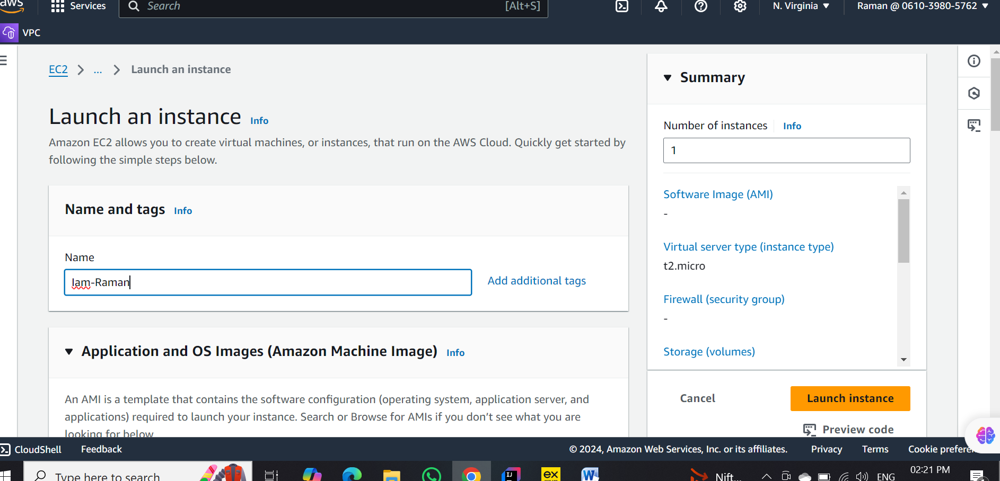 aws
Services
Search
[Alt+S]
N. Virginia
Raman @ 0610-3980-5762
VPC
EC2
...
Launch an instance
Launch an instance Info
Amazon EC2 allows you to create virtual machines, or instances, that run on the AWS Cloud. Quickly get started by
following the simple steps below.
Name and tags Info
Name
Iam-Raman
Add additional tags
Application and OS Images (Amazon Machine Image) Info
An AMI is a template that contains the software configuration (operating system, application server, and
applications) required to launch your instance. Search or Browse for AMIs if you don’t see what you are
looking for below
Summary
Number of instances Info
1
Software Image (AMI)
-
Virtual server type (instance type)
t2.micro
Firewall (security group)
-
Storage (volumes)
Cancel
Launch instance
Preview code
CloudShell
Feedback
© 2024, Amazon Web Services, Inc. or its affiliates.
Privacy
Terms
Cookie prefere
Type here to search
IJ
ex
W
Nift...
ENG
02:21 PM